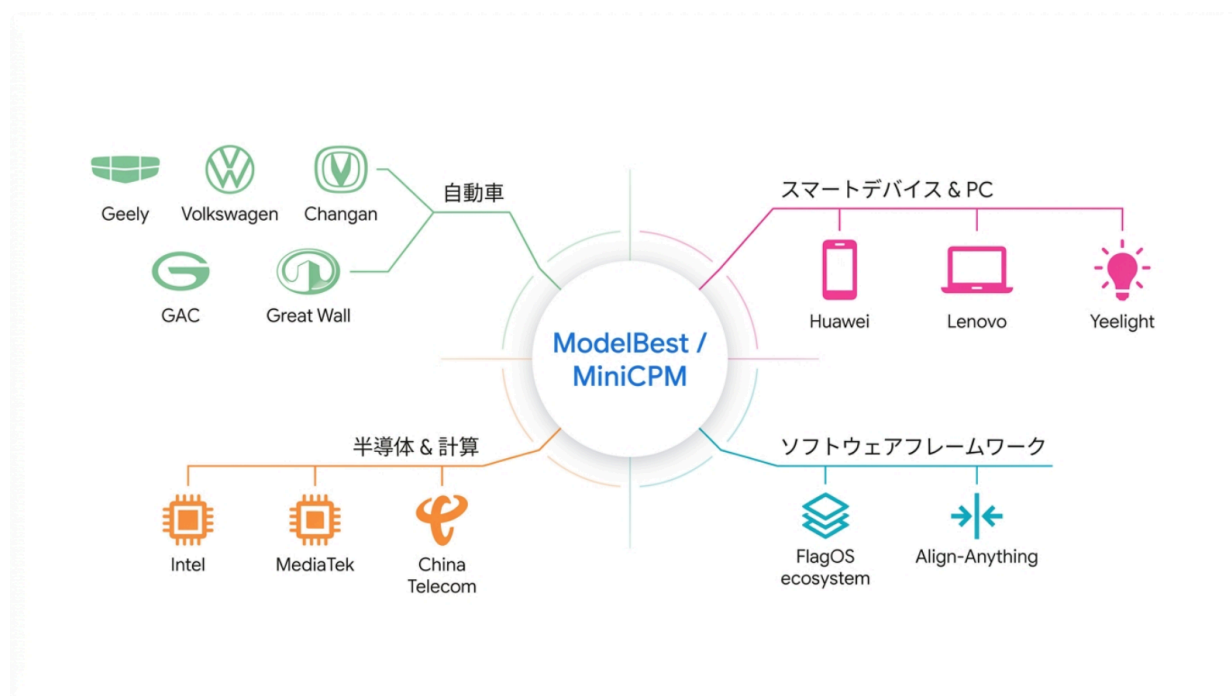 自動車
Geely
Volkswagen
Changan
GAC
Great Wall
スマートデバイス & PC
Huawei
Lenovo
Yeelight
ModelBest /
MiniCPM
半導体 & 計算
Intel
MediaTek
China
Telecom
ソフトウェアフレームワーク
FlagOS
ecosystem
Align-Anything